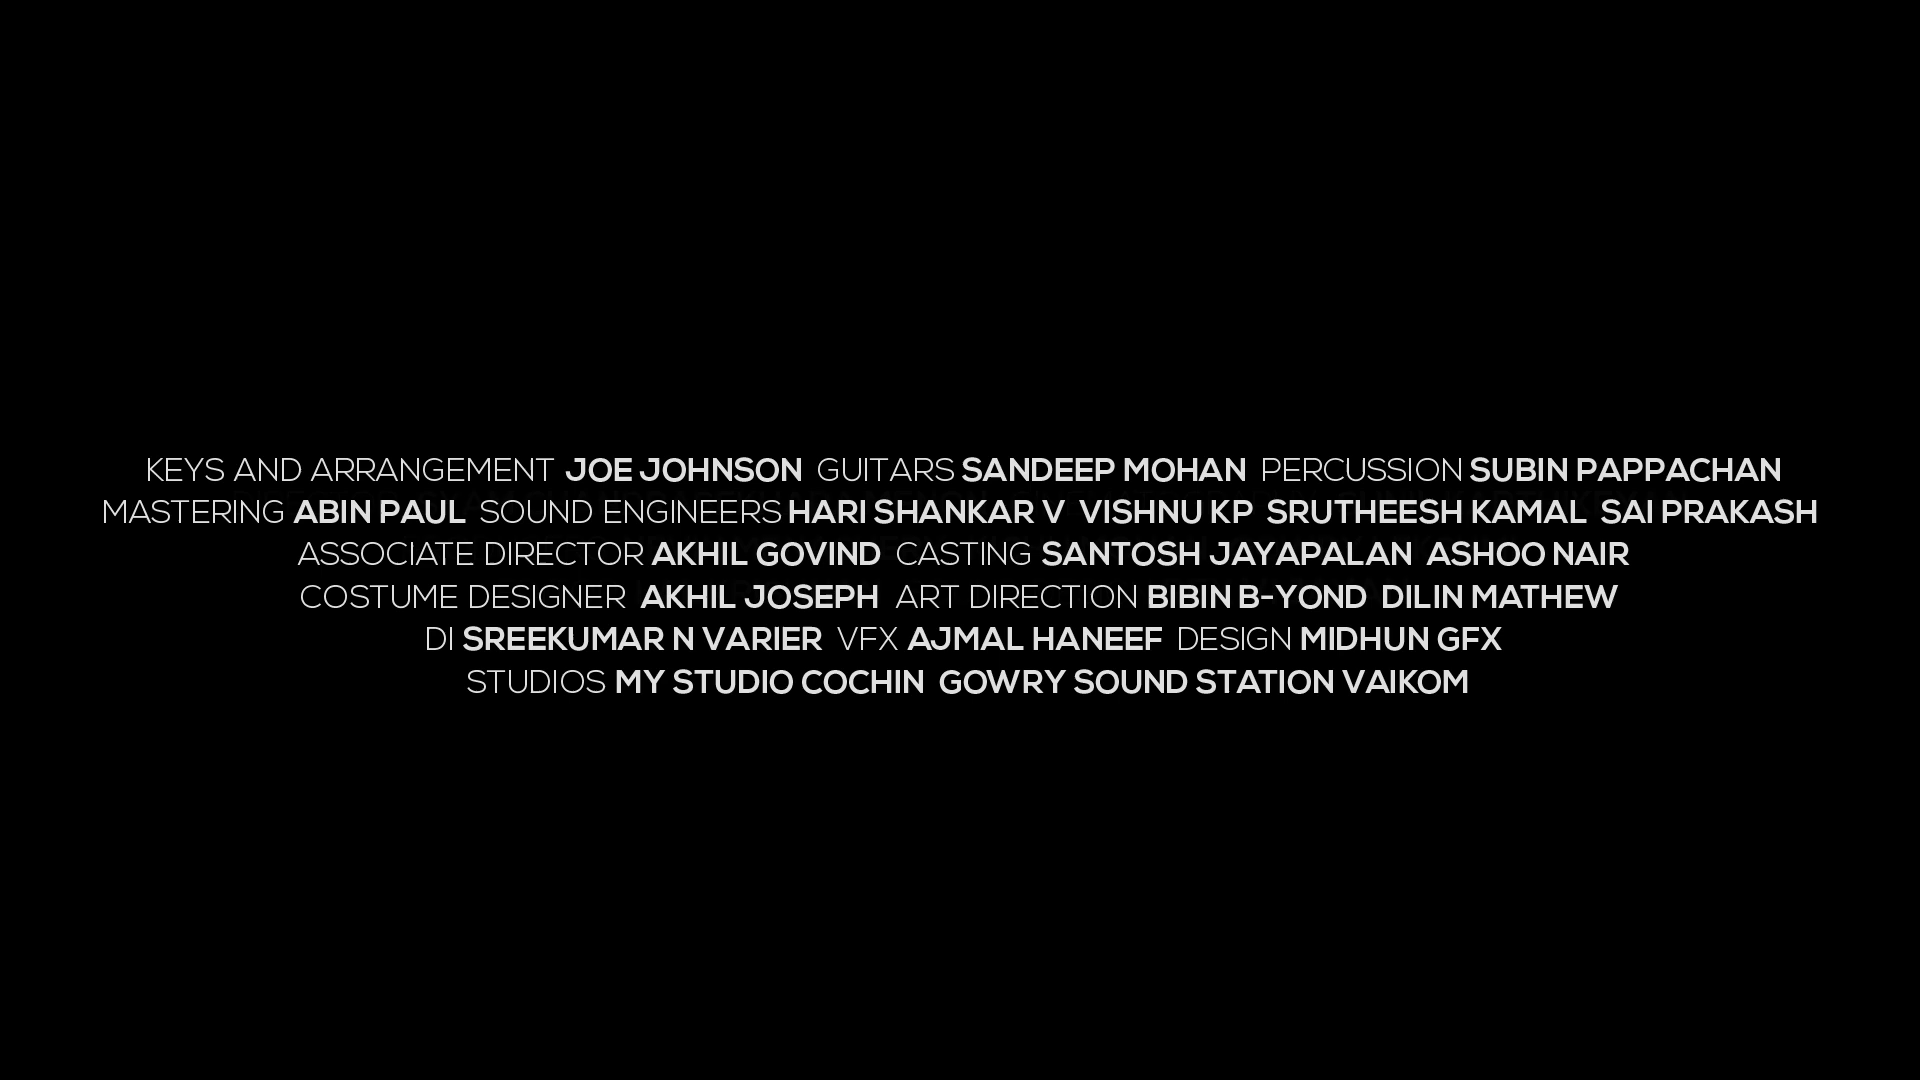 KEYS AND ARRANGEMENT JOE JOHNSON GUITARS SANDEEP MOHAN PERCUSSION SUBIN PAPPACHAN
MASTERING ABIN PAUL SOUND ENGINEERS HARI SHANKAR V VISHNU KP SRUTHEESH KAMAL SAI PRAKASH
ASSOCIATE DIRECTOR AKHIL GOVIND CASTING SANTOSH JAYAPALAN ASHOO NAIR
COSTUME DESIGNER AKHIL JOSEPH ART DIRECTION BIBIN B-YOND DILIN MATHEW
DI SREEKUMAR N VARIER VFX AJMAL HANEEF DESIGN MIDHUN GFX
STUDIOS MY STUDIO COCHIN GOWRY SOUND STATION VAIKOM